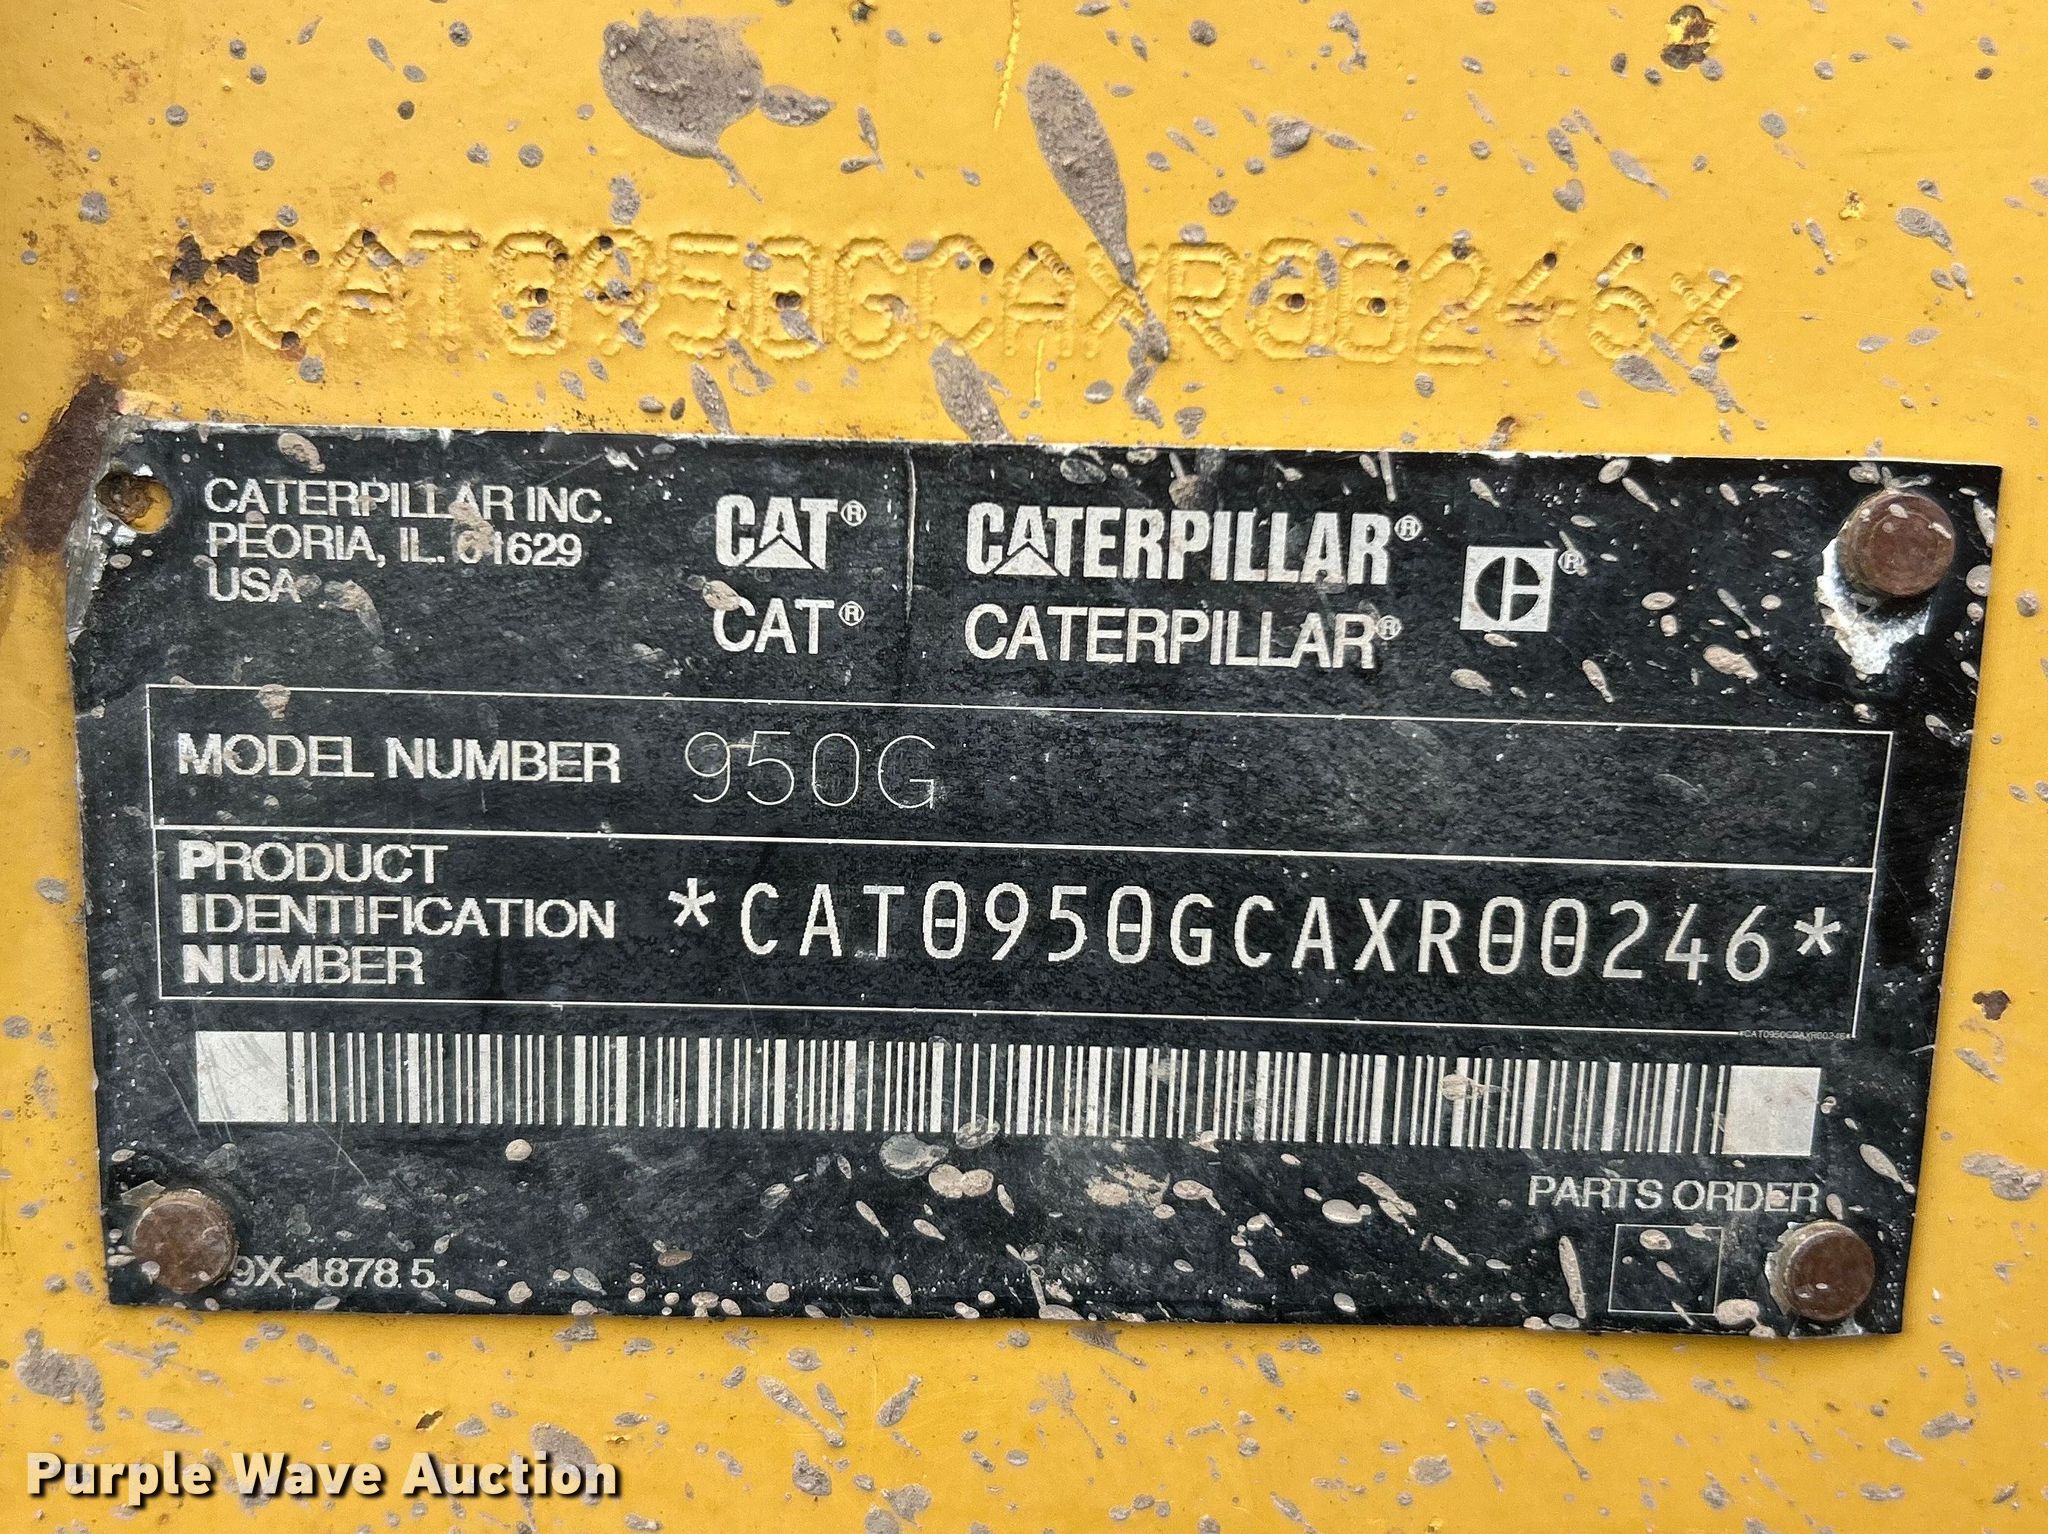 XCAT0950GCAXR00246X
CATERPILLAR INC.
PEORIA, IL. 61629
USA
CAT®
CAT®
CATERPILLAR®
CATERPILLAR®
MODEL NUMBER 950G
PRODUCT
IDENTIFICATION
NUMBER
*CAT0950GCAXR00246*
*CAT0950GCAXR00246*
PARTS ORDER
9X-1878 5
Purple Wave Auction